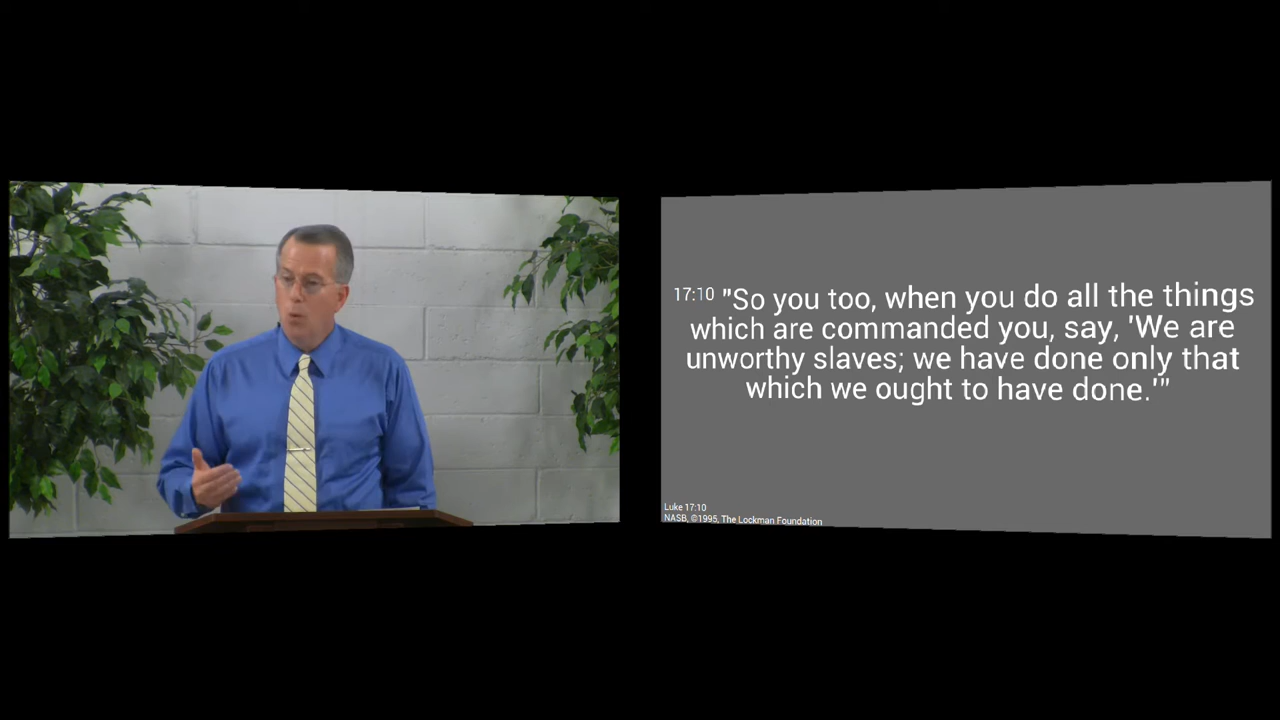 17:10 "So you too, when you do all the things
which are commanded you, say, 'We are
unworthy slaves; we have done only that
which we ought to have done.'"
Luke 17:10
NASB, ©1995, The Lockman Foundation